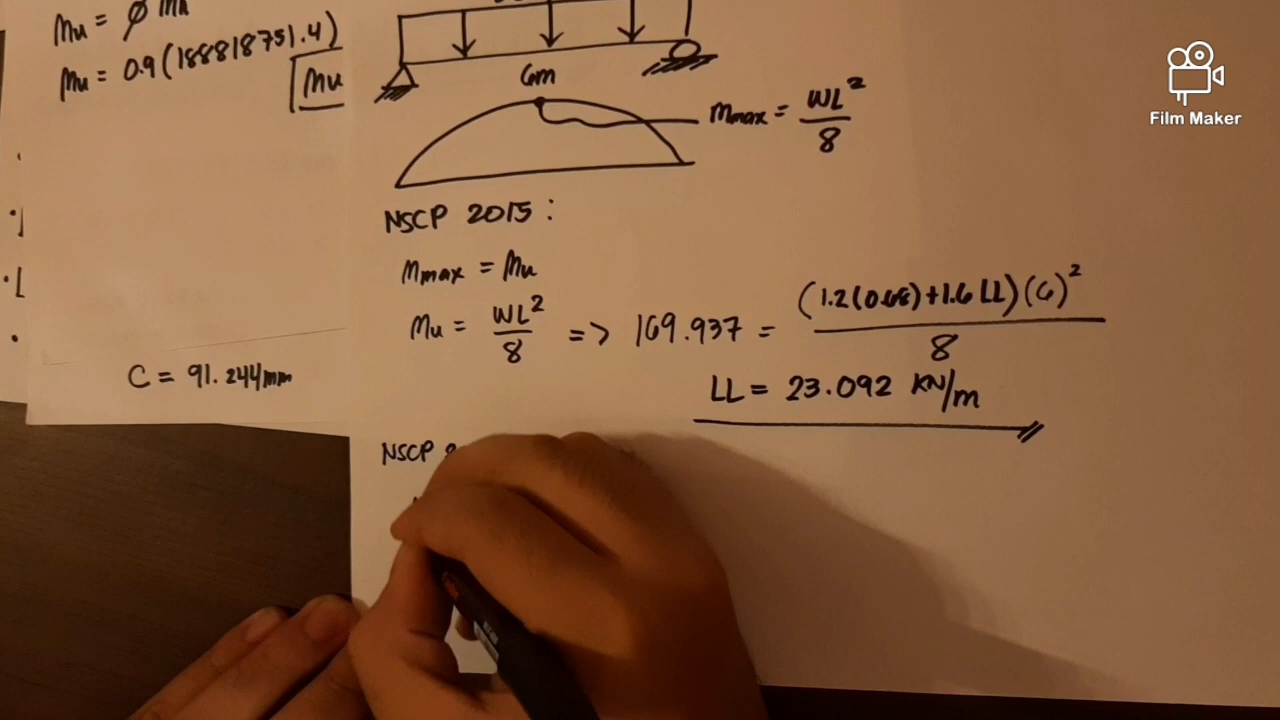 Mu = φ Mn
Mu = 0.9(188818751.4)
Mu
6m
Mmax = WL²/8
NSCP 2015:
Mmax = Mu
Mu = WL²/8 => 169.937 = (1.2(0.68)+1.6LL)(6)²/8
LL = 23.092 KN/m
C = 91.244mm
NSCP
Film Maker